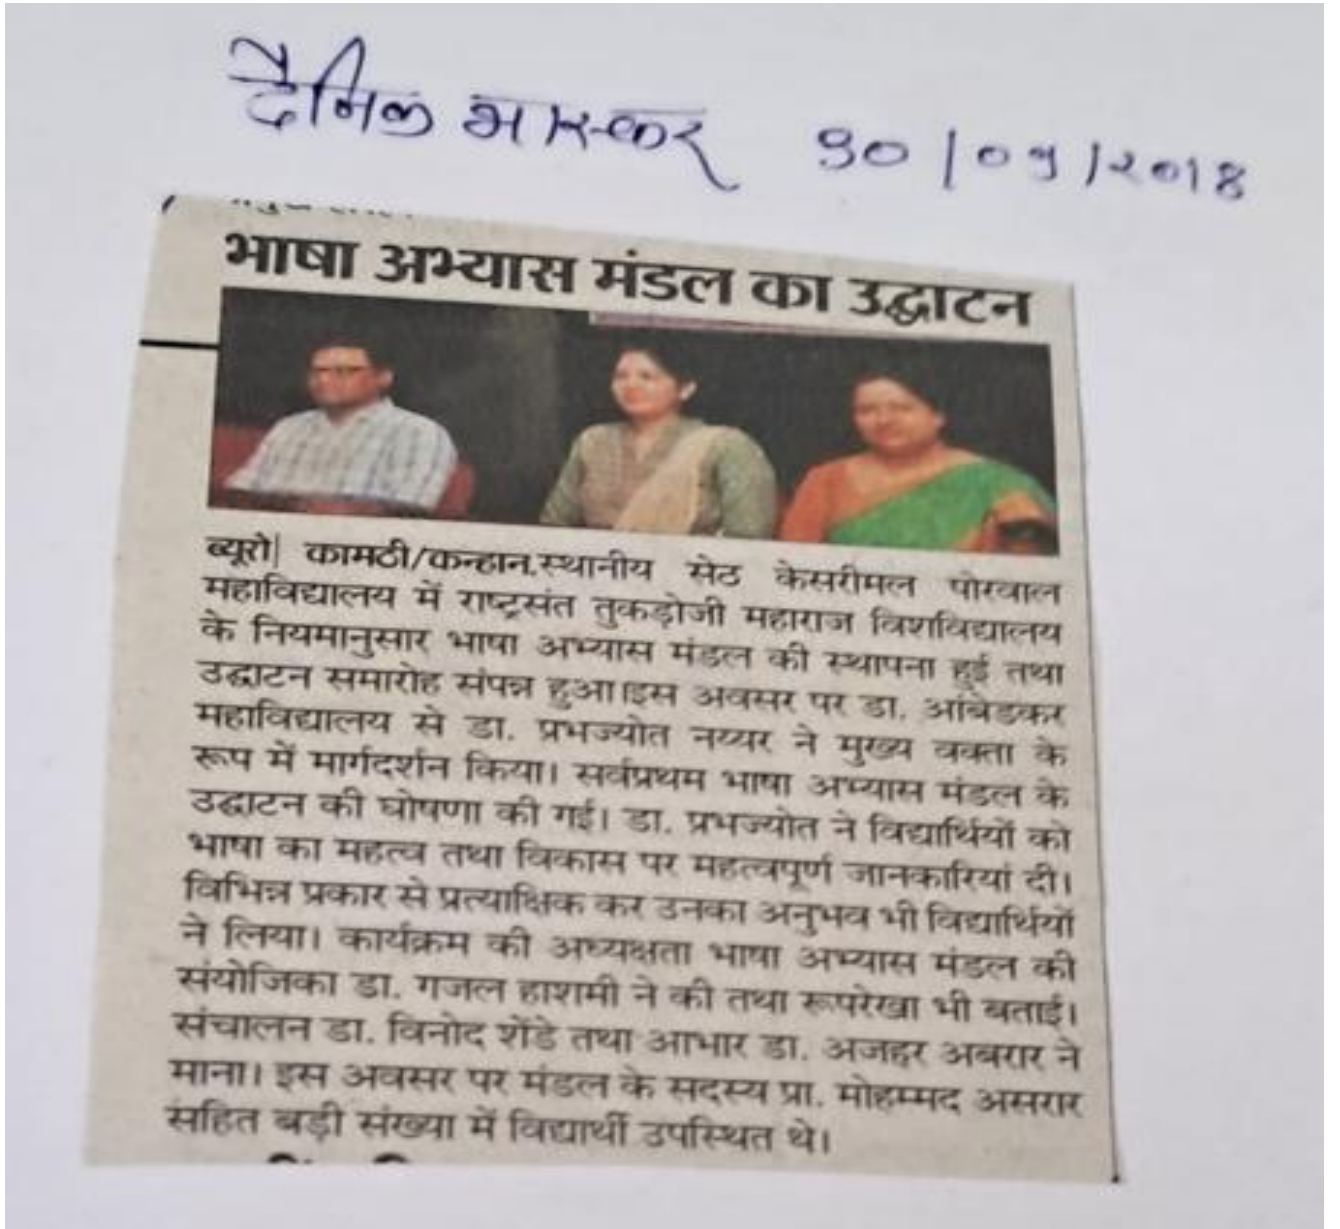 दैनिक भास्कर
भाषा अभ्यास मंडल का उद्घाटन
ब्यूरो| कामठी/कन्हान.स्थानीय सेठ केसरीमल पोरवाल
महाविद्यालय में राष्ट्रसंत तुकड़ोजी महाराज विशविद्यालय
के नियमानुसार भाषा अभ्यास मंडल की स्थापना हुई तथा
उद्घाटन समारोह संपन्न हुआ।इस अवसर पर डा. आंबेडकर
महाविद्यालय से डा. प्रभज्योत नय्यर ने मुख्य वक्ता के
रूप में मार्गदर्शन किया। सर्वप्रथम भाषा अभ्यास मंडल के
उद्घाटन की घोषणा की गई। डा. प्रभज्योत ने विद्यार्थियों को
भाषा का महत्व तथा विकास पर महत्वपूर्ण जानकारियां दी।
विभिन्न प्रकार से प्रत्याक्षिक कर उनका अनुभव भी विद्यार्थियों
ने लिया। कार्यक्रम की अध्यक्षता भाषा अभ्यास मंडल की
संयोजिका डा. गजल हाशमी ने की तथा रूपरेखा भी बताई।
संचालन डा. विनोद शेंडे तथा आभार डा. अजहर अबरार ने
माना। इस अवसर पर मंडल के सदस्य प्रा. मोहम्मद असरार
सहित बड़ी संख्या में विद्यार्थी उपस्थित थे।